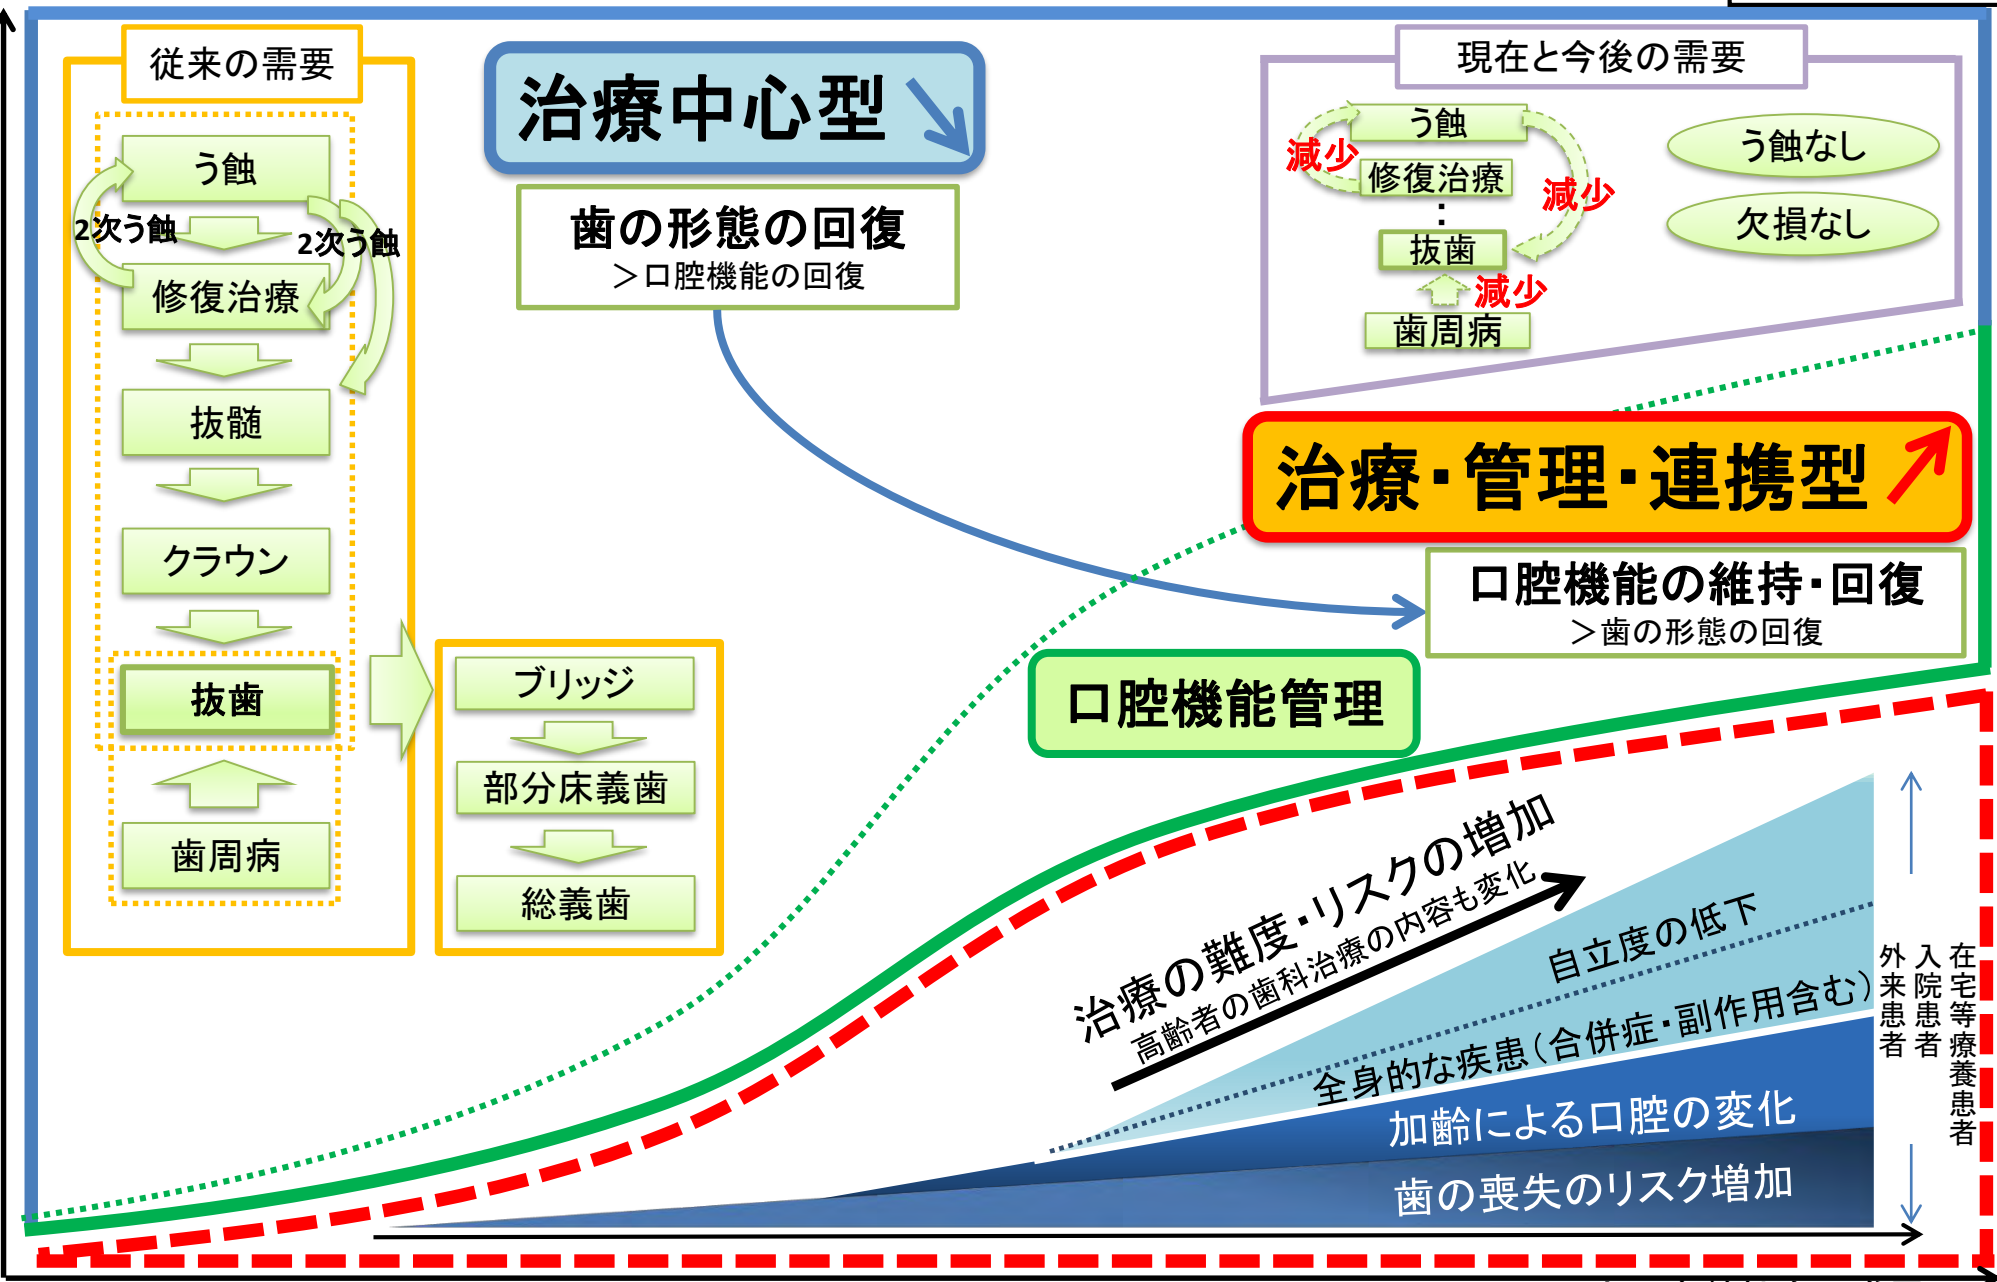 従来の需要
う蝕
2次う蝕
2次う蝕
修復治療
抜髄
クラウン
抜歯
歯周病
ブリッジ
部分床義歯
総義歯
治療中心型
歯の形態の回復
＞口腔機能の回復
現在と今後の需要
う蝕
減少
修復治療
減少
：
抜歯
減少
歯周病
う蝕なし
欠損なし
治療・管理・連携型
口腔機能の維持・回復
＞歯の形態の回復
口腔機能管理
治療の難度・リスクの増加
高齢者の歯科治療の内容も変化
自立度の低下
全身的な疾患（合併症・副作用含む）
加齢による口腔の変化
歯の喪失のリスク増加
在宅等療養患者
入院患者
外来患者